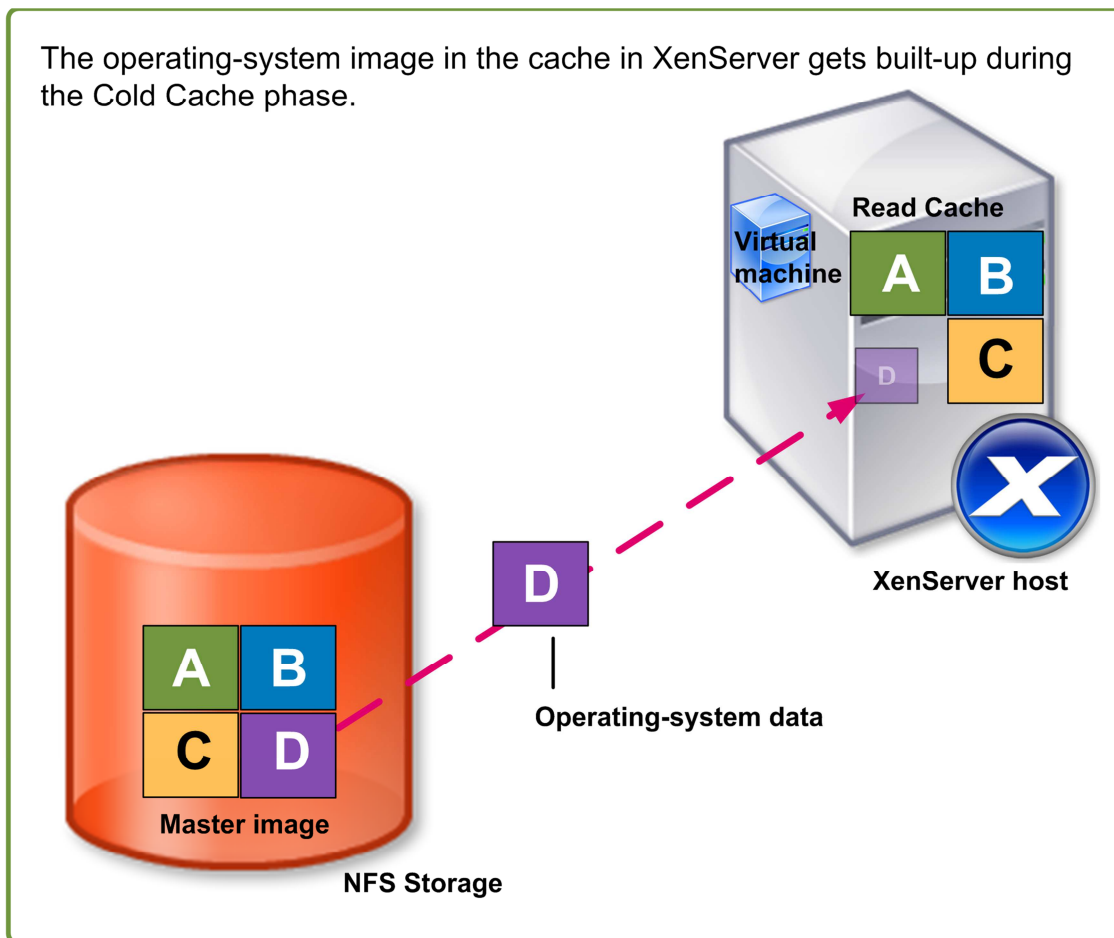 The operating-system image in the cache in XenServer gets built-up during
the Cold Cache phase.
Read Cache
Virtual
machine
A B
C
D
X
XenServer host
D
Operating-system data
A B
C D
Master image
NFS Storage